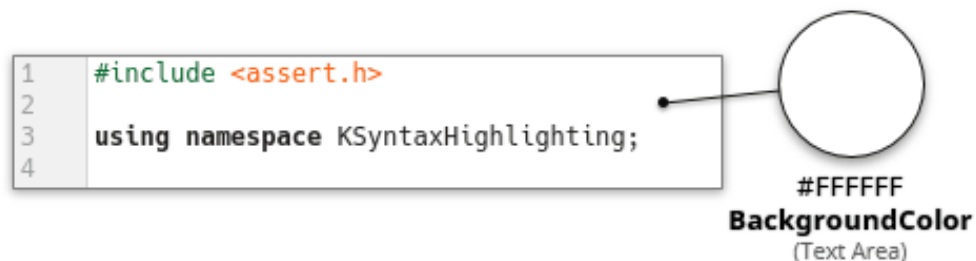 1 #include <assert.h>
2
3 using namespace KSyntaxHighlighting;
4
#FFFFFF
BackgroundColor
(Text Area)